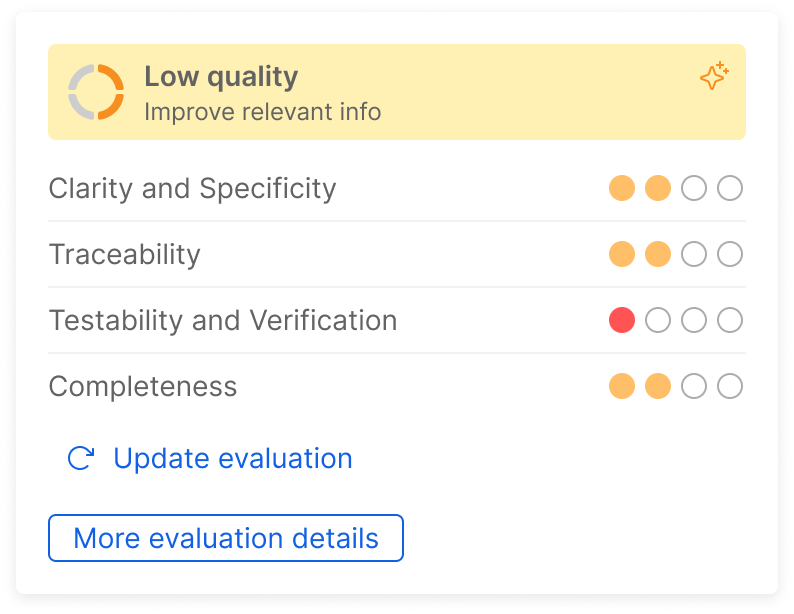 Low quality
Improve relevant info
Clarity and Specificity
Traceability
Testability and Verification
Completeness
Update evaluation
More evaluation details